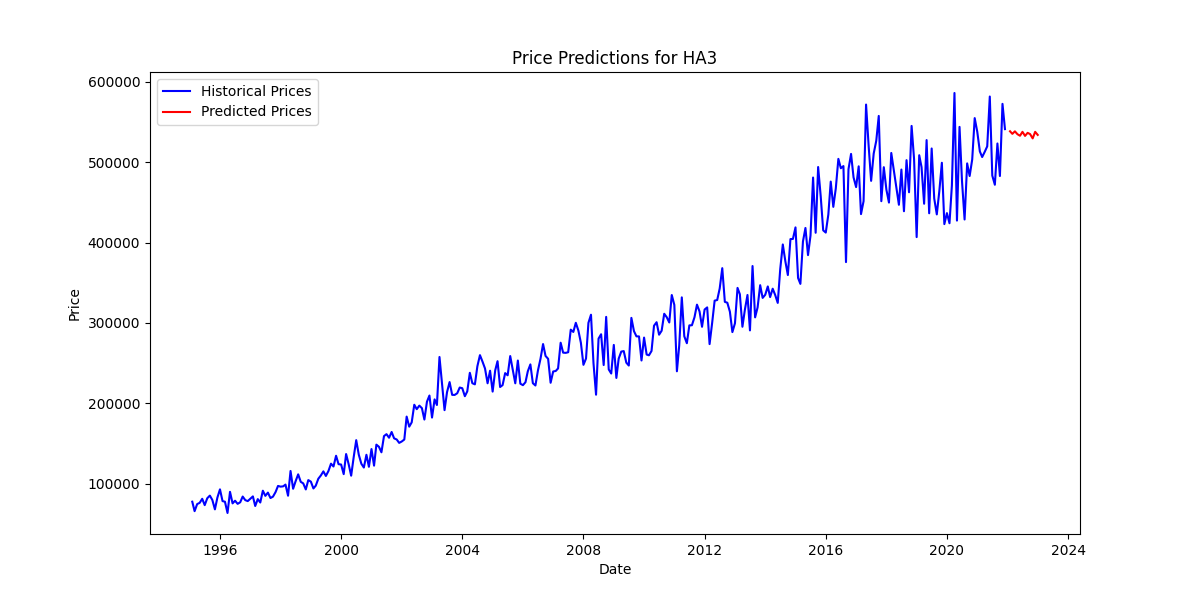 Price Predictions for HA3
Historical Prices
Predicted Prices
600000
500000
400000
300000
200000
100000
Price
1996
2000
2004
2008
2012
2016
2020
2024
Date